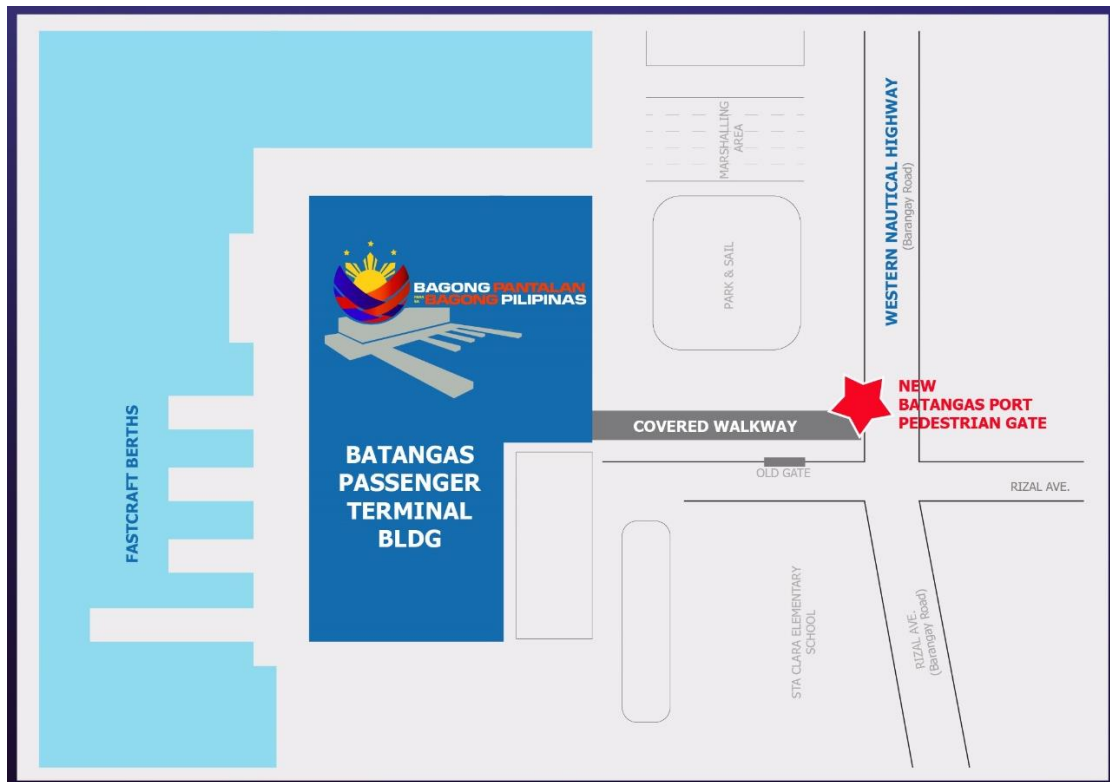 MARSHALLING
AREA
WESTERN NAUTICAL HIGHWAY
(Barangay Road)
PARK & SAIL
BAGONG PANTALAN
BAGONG PILIPINAS
NEW
BATANGAS PORT
PEDESTRIAN GATE
COVERED WALKWAY
FASTCRAFT BERTHS
BATANGAS
PASSENGER
TERMINAL
BLDG
OLD GATE
RIZAL AVE.
STA CLARA ELEMENTARY
SCHOOL
RIZAL AVE.
(Barangay Road)